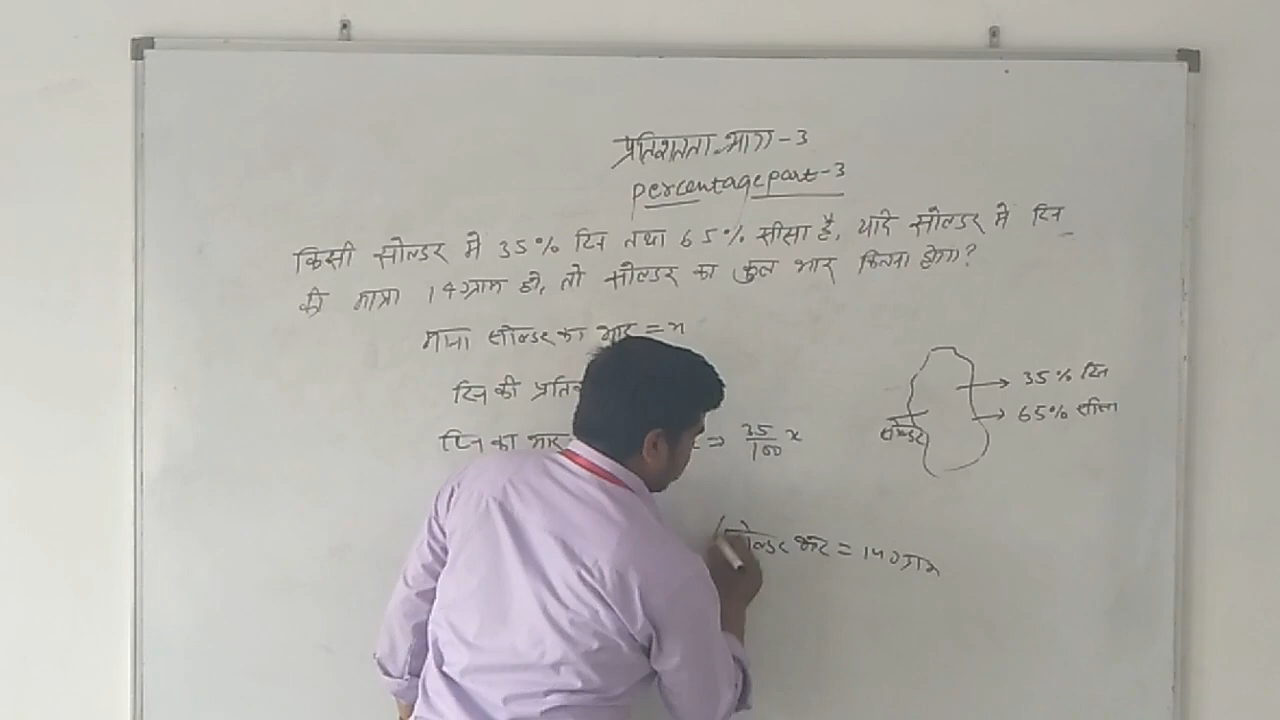 प्रतिशतता भाग-3
percentage part-3
किसी सोल्डर मे 35% टिन तथा 65% सीसा है, यदि सोल्डर मे टिन
की मात्रा 14 ग्राम हो, तो सोल्डर का कुल भार कितना होगा?
माना सोल्डर का भार = x
टिन की
टिन का भार ⇒ 35/100 x
35% टिन
65% सीसा
सोल्डर
सोल्डर भार = 14 ग्राम